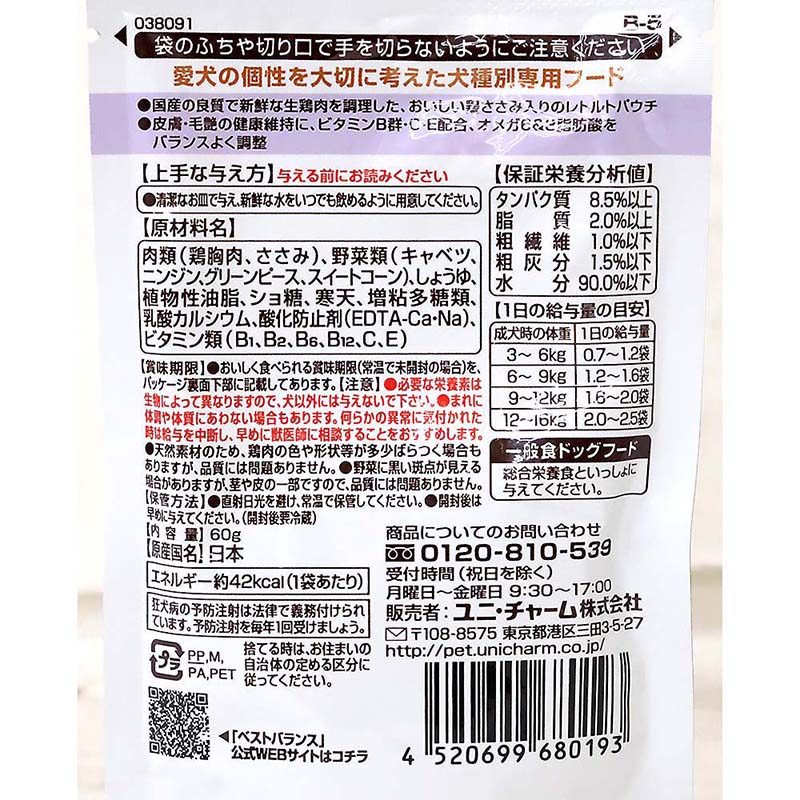 038091
B-5
袋のふちや切り口で手を切らないようにご注意ください
愛犬の個性を大切に考えた犬種別専用フード
●国産の良質で新鮮な生鶏肉を調理した、おいしい鶏ささみ入りのレトルトパウチ
●皮膚・毛艶の健康維持に、ビタミンB群・C・E配合、オメガ6&3脂肪酸を
バランスよく調整
【上手な与え方】与える前にお読みください
●清潔なお皿で与え、新鮮な水をいつでも飲めるように用意してください。
【原材料名】
肉類(鶏胸肉、ささみ)、野菜類(キャベツ、
ニンジン,グリーンピース、スイートコーン)、しょうゆ、
植物性油脂、ショ糖、寒天、増粘多糖類、
乳酸カルシウム、酸化防止剤(EDTA-Ca・Na)、
ビタミン類(B1、B2、B6、B12、C、E)
【保証栄養分析値】
タンパク質 8.5%以上
脂質 2.0%以上
粗繊維 1.0%以下
粗灰分 1.5%以下
水分 90.0%以下
【1日の給与量の目安】
成犬時の体重 1日の給与量
3〜6kg 0.7〜1.2袋
6〜9kg 1.2〜1.6袋
9〜12kg 1.6〜2.0袋
12〜16kg 2.0〜2.5袋
一般食ドッグフード
総合栄養食といっしょに
与えてください。
【賞味期限】●おいしく食べられる賞味期限(常温で未開封の場合)を、
パッケージ裏面下部に記載してあります。【注意】●必要な栄養素は
生物によって異なりますので、犬以外には与えないで下さい。●まれに
体調や体質にあわない場合もあります。何らかの異常に気付かれた
時は給与を中断し、早めに獣医師に相談することをおすすめします。
●天然素材のため、鶏肉の色や形状等が多少ばらつく場合も
ありますが、品質には問題ありません。●野菜に黒い斑点が見える
場合がありますが、茎や皮の一部ですので、品質には問題ありません。
【保管方法】●直射日光を避け、常温で保管してください。●開封後は
早めに与えてください。(開封後要冷蔵)
【内容量】60g
【原産国名】日本
エネルギー約42kcal(1袋あたり)
狂犬病の予防注射は法律で義務付けられ
ています。予防注射を毎年1回受けましょう。
プラ
PP,M,
PA,PET
捨てる時は、お住まいの
自治体の定める区分に
従ってください。
「ベストバランス」
公式WEBサイトはコチラ
商品についてのお問い合わせ
0120-810-539
受付時間(祝日を除く)
月曜日〜金曜日 9:30〜17:00
販売者:ユニ・チャーム株式会社
〒108-8575 東京都港区三田3-5-27
http://pet.unicharm.co.jp/
4 520699 680193